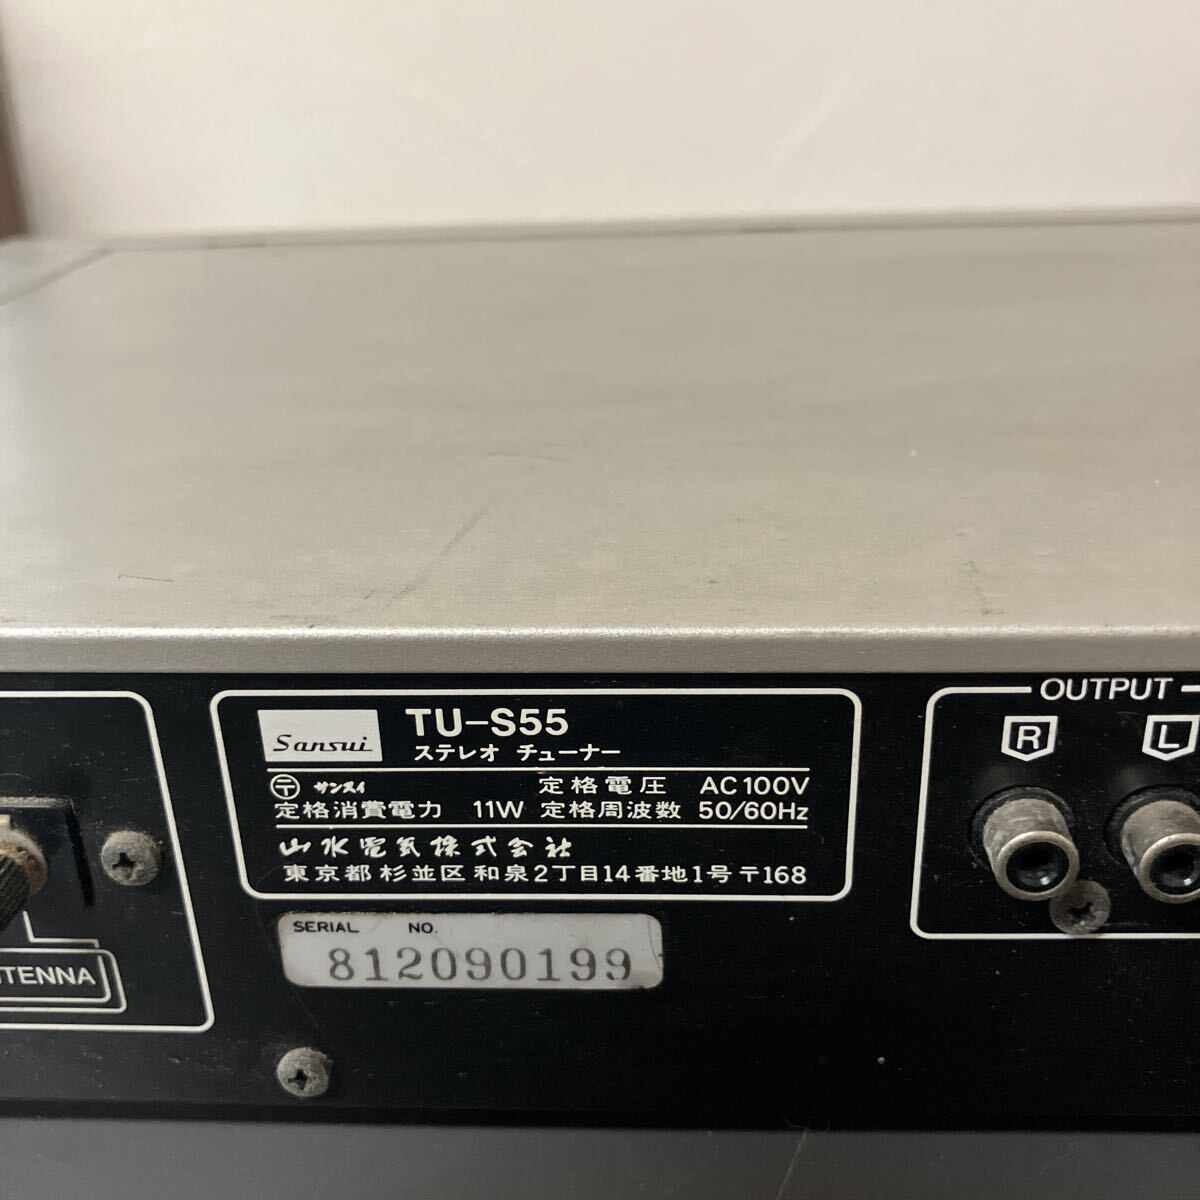 Sansui
TU-S55
ステレオ チューナー
〒 サンスイ 定格電圧 AC100V
定格消費電力 11W 定格周波数 50/60Hz
山水電気株式会社
東京都杉並区和泉2丁目14番地1号〒168
SERIAL NO.
812090199
OUTPUT
R L
TENNA